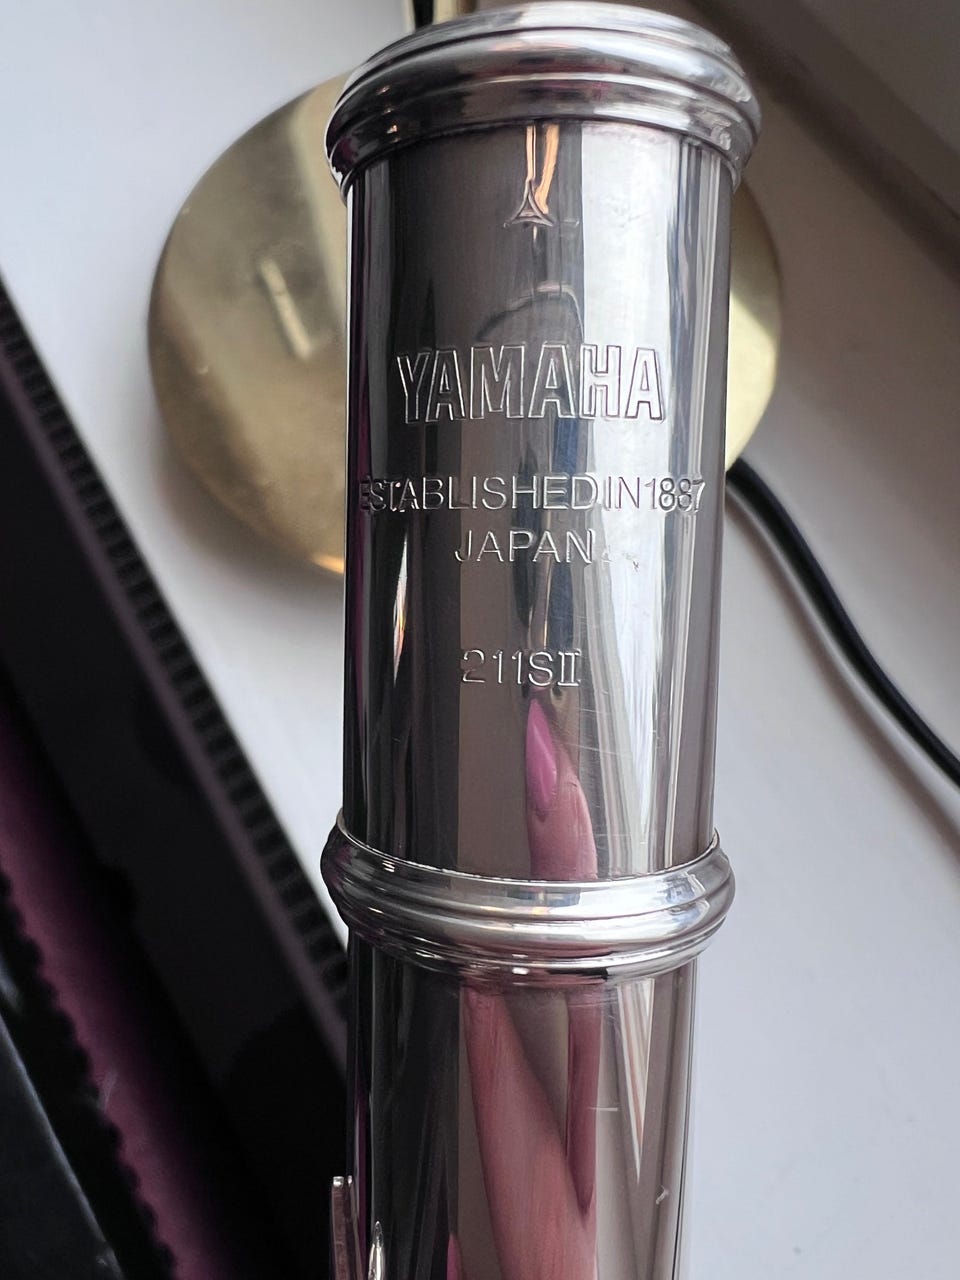 YAMAHA
ESTABLISHED IN 1887
JAPAN
211SII